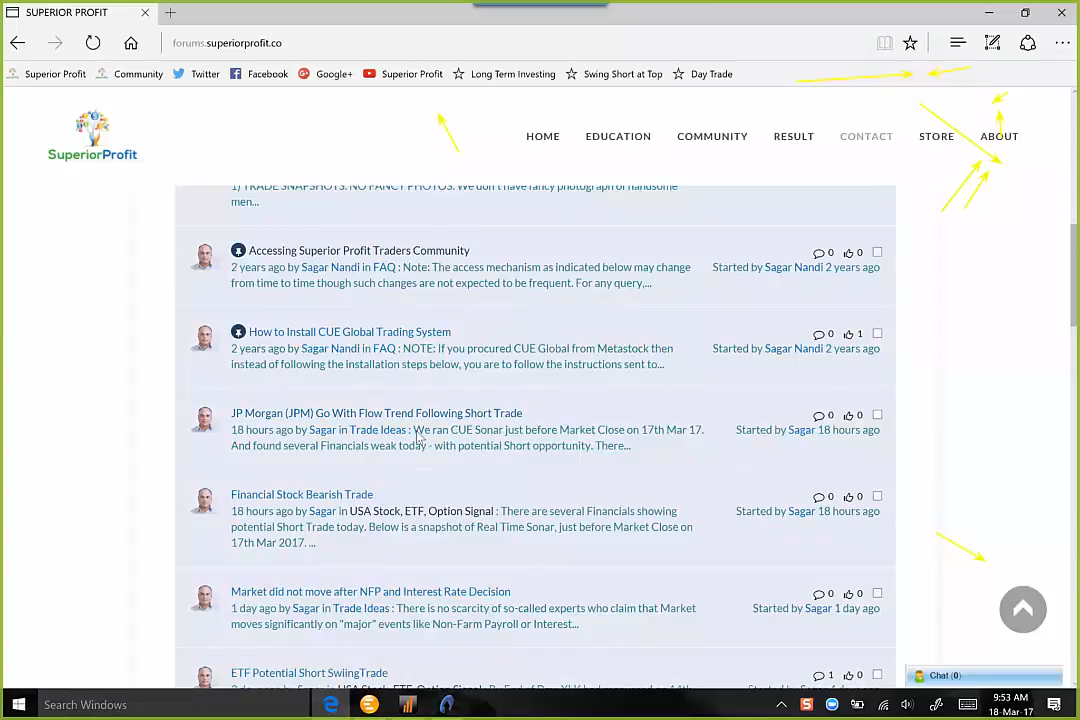 SUPERIOR PROFIT
forums.superiorprofit.co
Superior Profit Community Twitter Facebook Google+ Superior Profit Long Term Investing Swing Short at Top Day Trade
SuperiorProfit
HOME EDUCATION COMMUNITY RESULT CONTACT STORE ABOUT
1) TRADE SNAPSHOTS. NO FANCY PHOTOS. We don't have fancy photograph of handsome
men...
Accessing Superior Profit Traders Community
0 0
2 years ago by Sagar Nandi in FAQ : Note: The access mechanism as indicated below may change
Started by Sagar Nandi 2 years ago
from time to time though such changes are not expected to be frequent. For any query,...
How to Install CUE Global Trading System
0 1
2 years ago by Sagar Nandi in FAQ : NOTE: If you procured CUE Global from Metastock then
Started by Sagar Nandi 2 years ago
instead of following the installation steps below, you are to follow the instructions sent to...
JP Morgan (JPM) Go With Flow Trend Following Short Trade
0 0
18 hours ago by Sagar in Trade Ideas : We ran CUE Sonar just before Market Close on 17th Mar 17.
Started by Sagar 18 hours ago
And found several Financials weak today - with potential Short opportunity. There...
Financial Stock Bearish Trade
0 0
18 hours ago by Sagar in USA Stock, ETF, Option Signal : There are several Financials showing
Started by Sagar 18 hours ago
potential Short Trade today. Below is a snapshot of Real Time Sonar, just before Market Close on
17th Mar 2017. ...
Market did not move after NFP and Interest Rate Decision
0 0
1 day ago by Sagar in Trade Ideas : There is no scarcity of so-called experts who claim that Market
Started by Sagar 1 day ago
moves significantly on "major" events like Non-Farm Payroll or Interest...
ETF Potential Short SwiingTrade
1 0
Chat (0)
Search Windows
9:53 AM
18-Mar-17